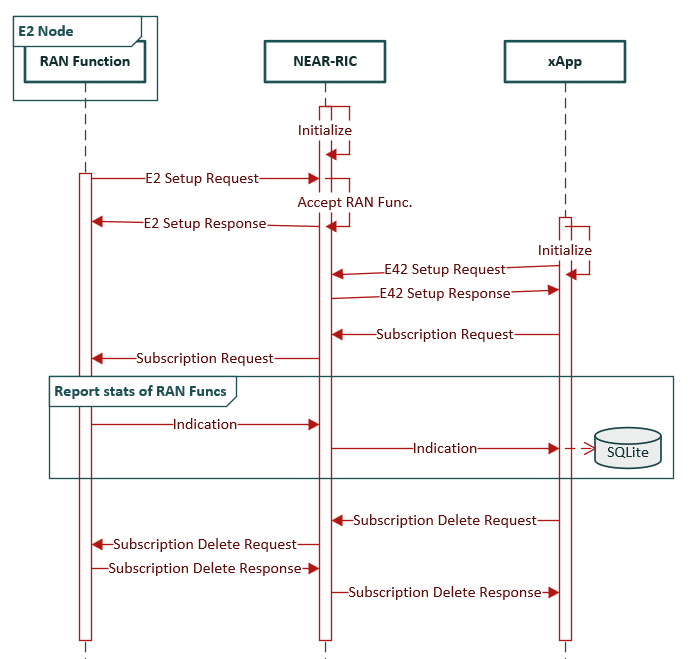 E2 Node
RAN Function
NEAR-RIC
xApp
Initialize
E2 Setup Request
Accept RAN Func.
E2 Setup Response
Initialize
E42 Setup Request
E42 Setup Response
Subscription Request
Subscription Request
Report stats of RAN Funcs
Indication
Indication
SQLite
Subscription Delete Request
Subscription Delete Request
Subscription Delete Response
Subscription Delete Response